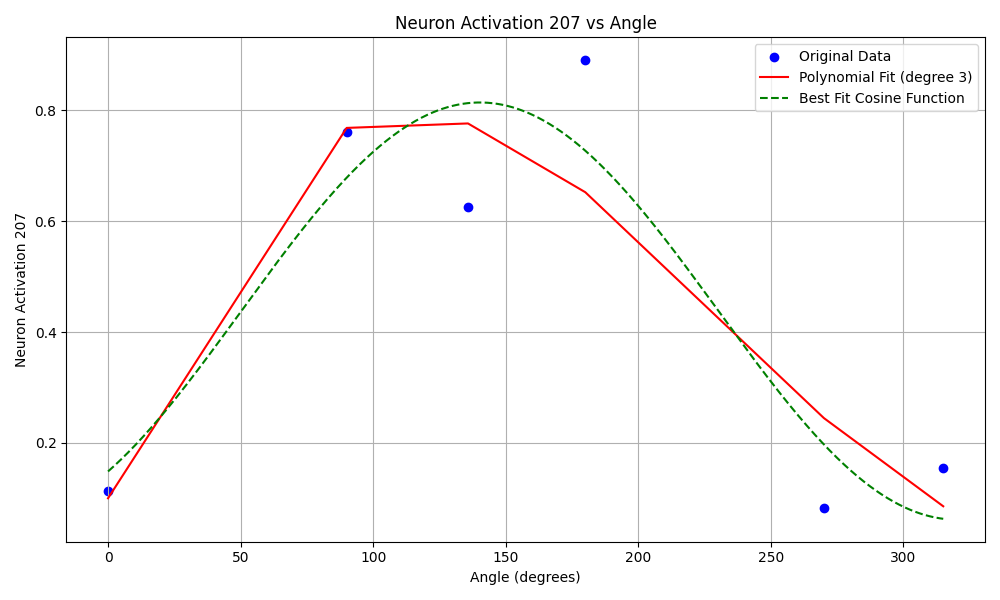 Neuron Activation 207 vs Angle
Original Data
Polynomial Fit (degree 3)
Best Fit Cosine Function
Neuron Activation 207
0.8
0.6
0.4
0.2
0 50 100 150 200 250 300
Angle (degrees)